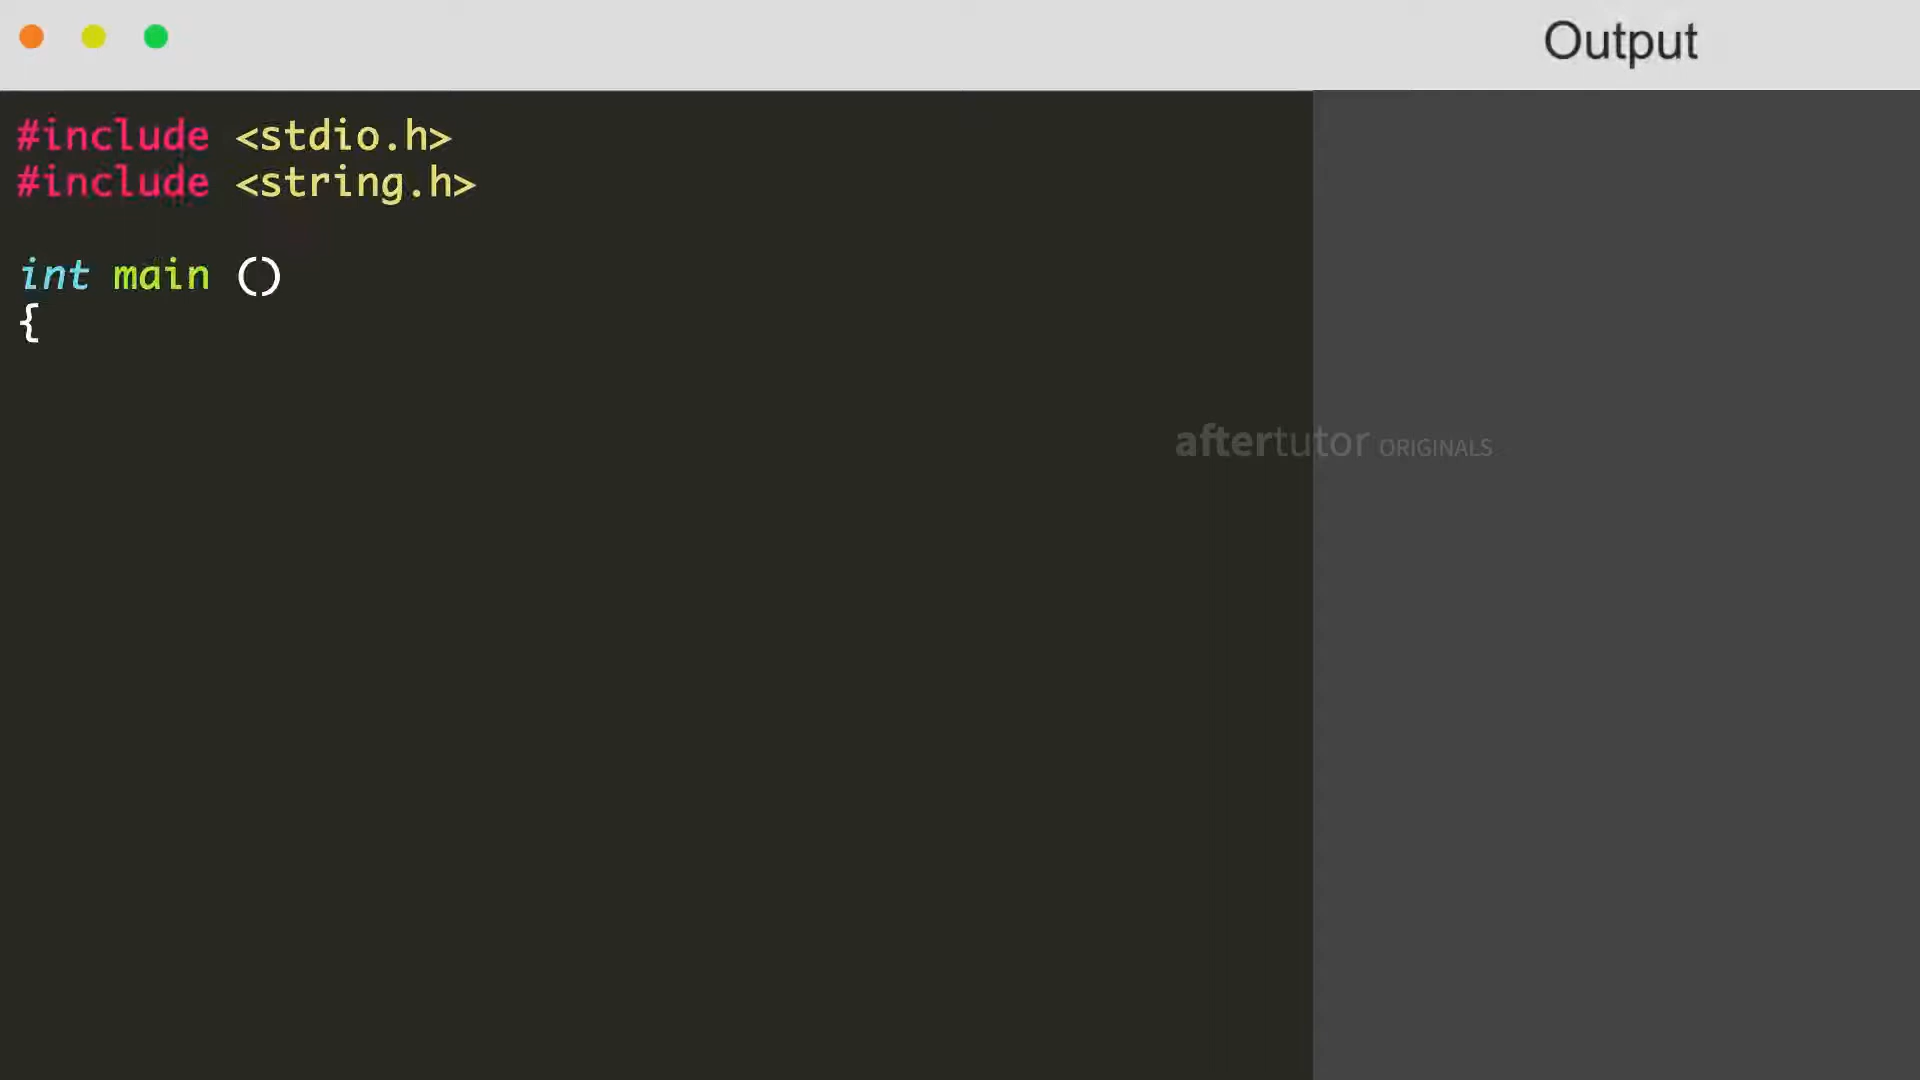 Output
#include <stdio.h>
#include <string.h>
int main ()
{
aftertutor ORIGINALS